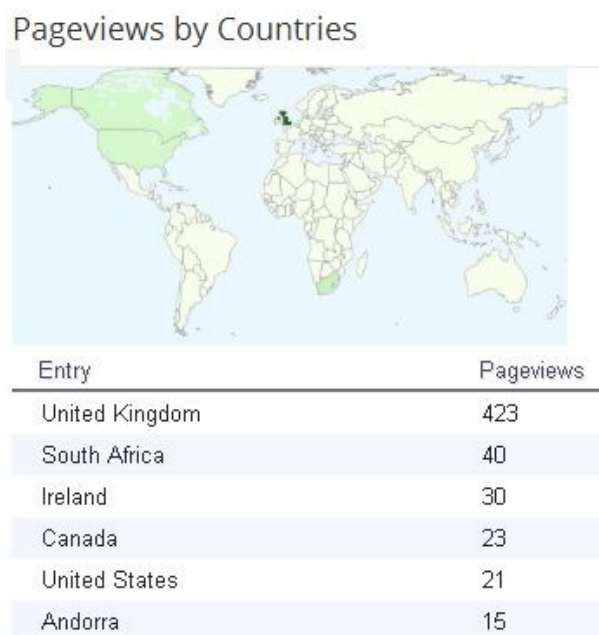 Pageviews by Countries
Entry Pageviews
United Kingdom 423
South Africa 40
Ireland 30
Canada 23
United States 21
Andorra 15